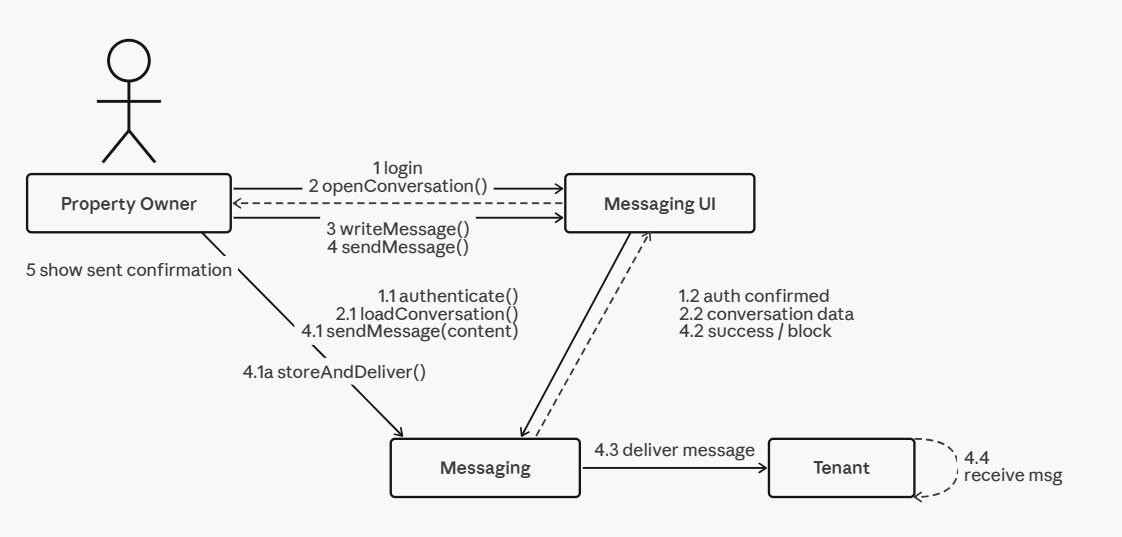 1 login
2 openConversation()
Property Owner
Messaging UI
3 writeMessage()
4 sendMessage()
5 show sent confirmation
1.1 authenticate()
2.1 loadConversation()
4.1 sendMessage(content)
1.2 auth confirmed
2.2 conversation data
4.2 success / block
4.1a storeAndDeliver()
Messaging
4.3 deliver message
Tenant
4.4
receive msg